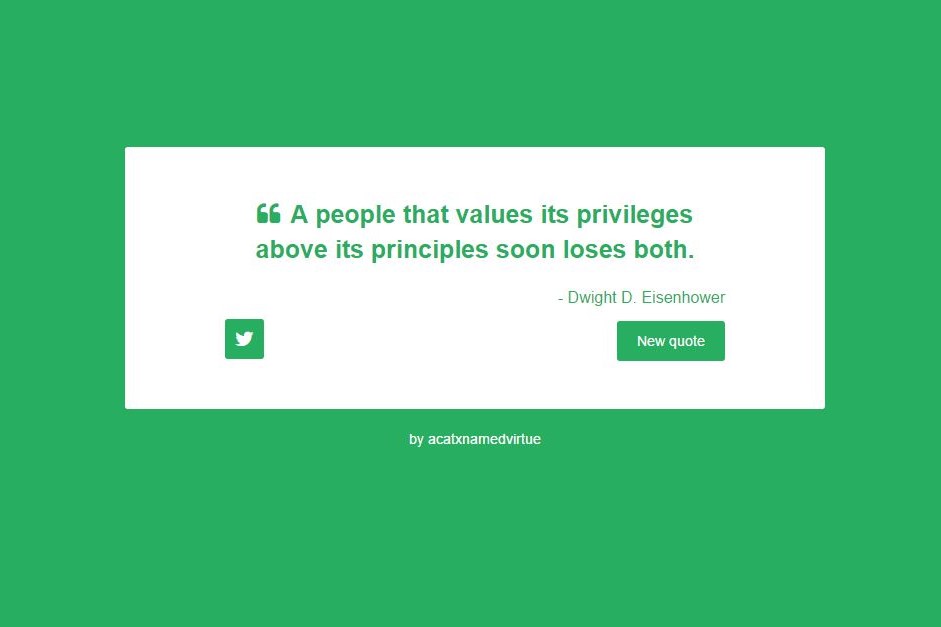 “ A people that values its privileges
above its principles soon loses both.
- Dwight D. Eisenhower
New quote
by acatxnamedvirtue